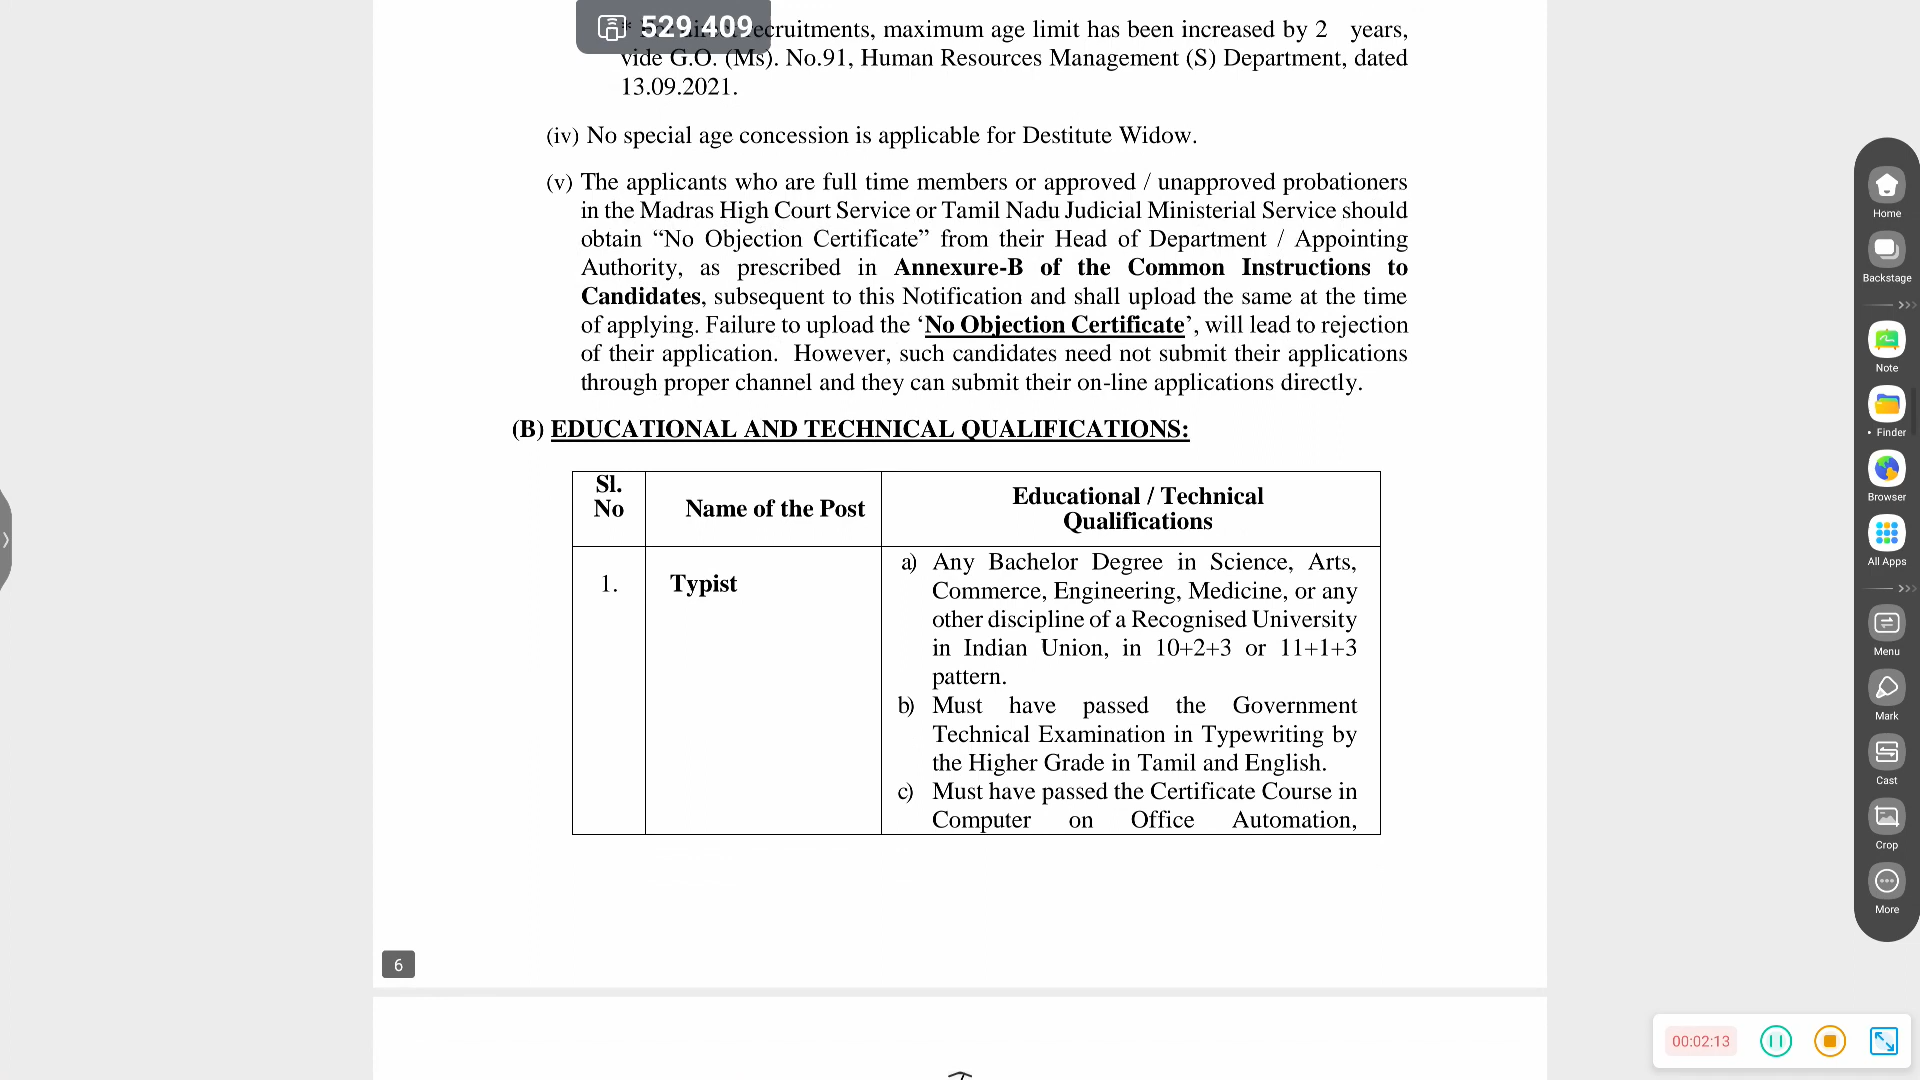 529 409
recruitments, maximum age limit has been increased by 2 years,
vide G.O. (Ms). No.91, Human Resources Management (S) Department, dated
13.09.2021.
(iv) No special age concession is applicable for Destitute Widow.
(v) The applicants who are full time members or approved / unapproved probationers
in the Madras High Court Service or Tamil Nadu Judicial Ministerial Service should
obtain “No Objection Certificate” from their Head of Department / Appointing
Authority, as prescribed in Annexure-B of the Common Instructions to
Candidates, subsequent to this Notification and shall upload the same at the time
of applying. Failure to upload the ‘No Objection Certificate’, will lead to rejection
of their application. However, such candidates need not submit their applications
through proper channel and they can submit their on-line applications directly.
(B) EDUCATIONAL AND TECHNICAL QUALIFICATIONS:
Sl.
No
Name of the Post
Educational / Technical
Qualifications
1.
Typist
a) Any Bachelor Degree in Science, Arts,
Commerce, Engineering, Medicine, or any
other discipline of a Recognised University
in Indian Union, in 10+2+3 or 11+1+3
pattern.
b) Must have passed the Government
Technical Examination in Typewriting by
the Higher Grade in Tamil and English.
c) Must have passed the Certificate Course in
Computer on Office Automation,
6
Home
Backstage
Note
• Finder
Browser
All Apps
Menu
Mark
Cast
Crop
More
00:02:13